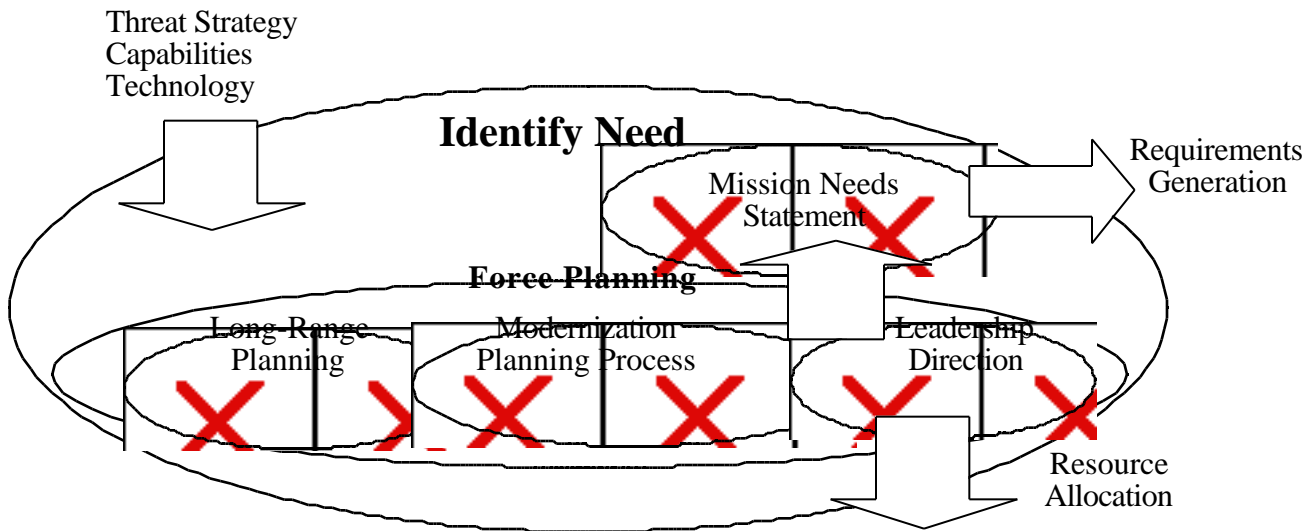 Threat Strategy
Capabilities
Technology
Identify Need
Mission Needs
Statement
Requirements
Generation
Force Planning
Long-Range
Planning
Modernization
Planning Process
Leadership
Direction
Resource
Allocation